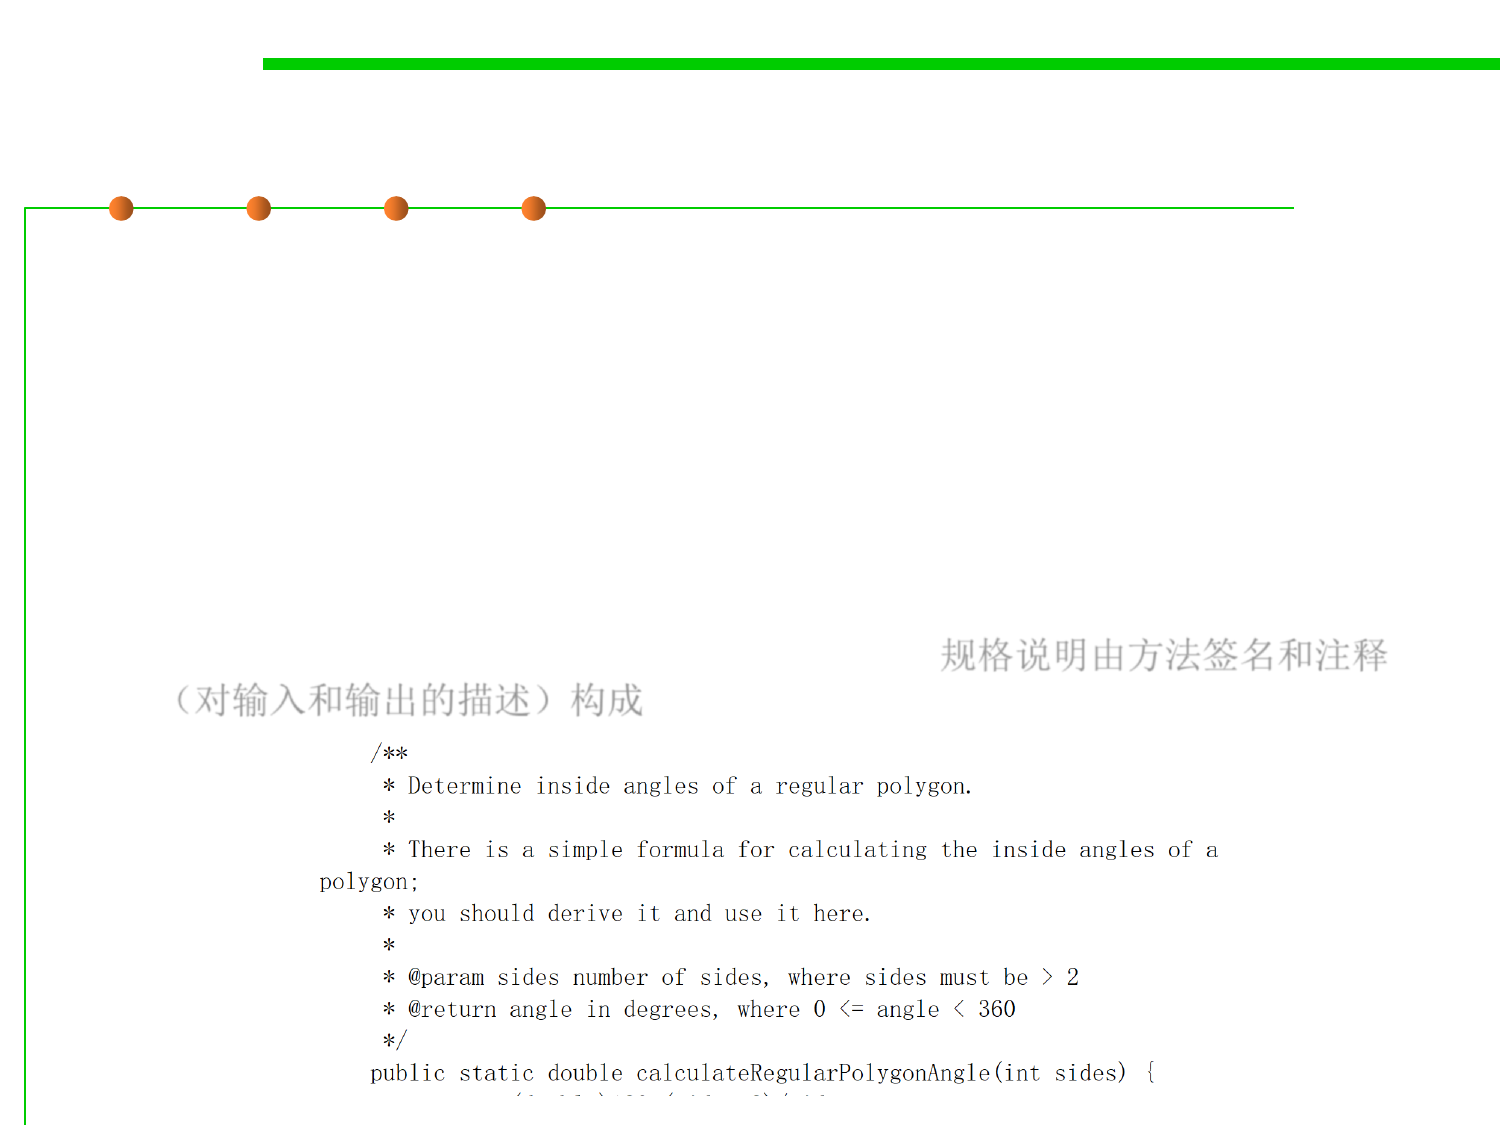 规格说明由方法签名和注释
（对输入和输出的描述）构成
/**
* Determine inside angles of a regular polygon.
*
* There is a simple formula for calculating the inside angles of a
polygon;
* you should derive it and use it here.
*
* @param sides number of sides, where sides must be > 2
* @return angle in degrees, where 0 <= angle < 360
*/
public static double calculateRegularPolygonAngle(int sides) {